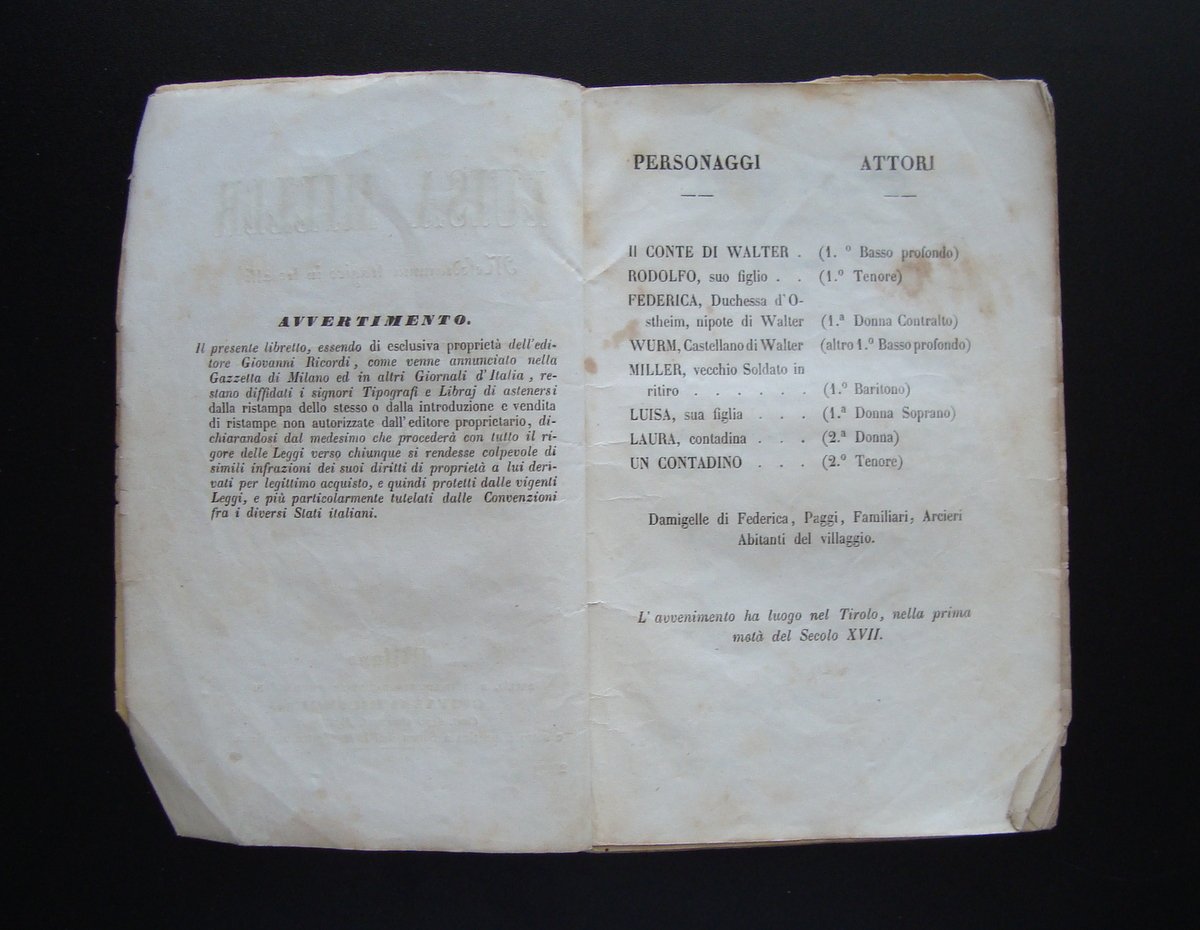 AVVERTIMENTO.
Il presente libretto, essendo di esclusiva proprietà dell'edi-
tore Giovanni Ricordi, come venne annunciato nella
Gazzetta di Milano ed in altri Giornali d'Italia, re-
stano diffidati i signori Tipografi e Libraj di astenersi
dalla ristampa dello stesso o dalla introduzione e vendita
di ristampe non autorizzate dall'editore proprietario, di-
chiarandosi dal medesimo che procederà con tutto il ri-
gore delle Leggi verso chiunque si rendesse colpevole di
simili infrazioni dei suoi diritti di proprietà a lui deri-
vati per legittimo acquisto, e quindi protetti dalle vigenti
Leggi, e più particolarmente tutelati dalle Convenzioni
fra i diversi Stati italiani.
PERSONAGGI ATTORI
Il CONTE DI WALTER . (1.º Basso profondo)
RODOLFO, suo figlio . . (1.º Tenore)
FEDERICA, Duchessa d'O-
stheim, nipote di Walter (1.ª Donna Contralto)
WURM, Castellano di Walter (altro 1.º Basso profondo)
MILLER, vecchio Soldato in
ritiro . . . . . . (1.º Baritono)
LUISA, sua figlia . . . (1.ª Donna Soprano)
LAURA, contadina . . . (2.ª Donna)
UN CONTADINO . . . (2.º Tenore)
Damigelle di Federica, Paggi, Familiari, Arcieri
Abitanti del villaggio.
L'avvenimento ha luogo nel Tirolo, nella prima
metà del Secolo XVII.